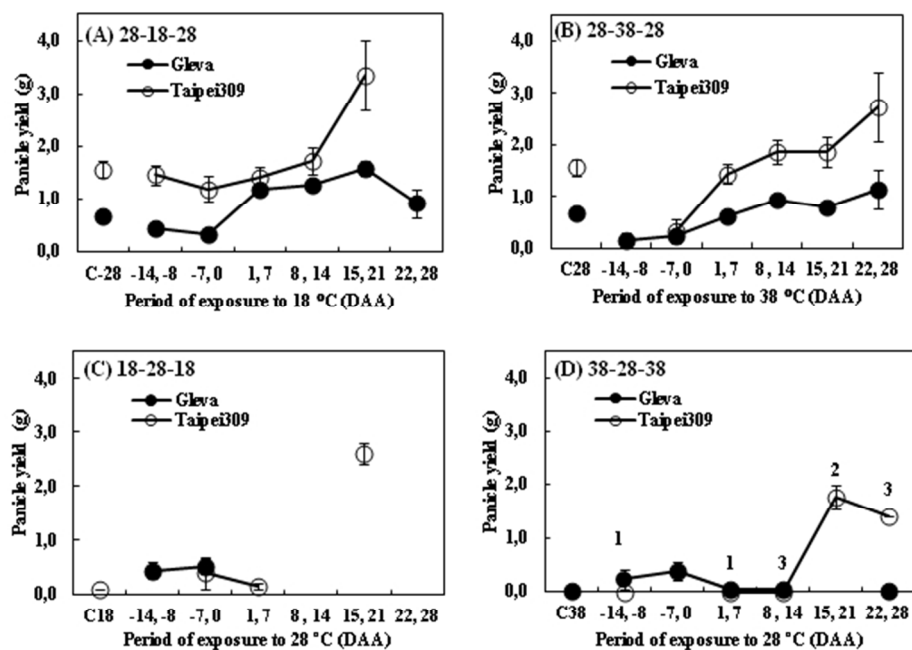 (A) 28-18-28
Gleva
Taipei309
4,0
3,0
2,0
1,0
0,0
Panicle yield (g)
C-28 -14, -8 -7, 0 1, 7 8 , 14 15, 21 22, 28
Period of exposure to 18 °C (DAA)
(B) 28-38-28
Gleva
Taipei309
4,0
3,0
2,0
1,0
0,0
Panicle yield (g)
C28 -14, -8 -7, 0 1, 7 8 , 14 15, 21 22, 28
Period of exposure to 38 °C (DAA)
(C) 18-28-18
Gleva
Taipei309
4,0
3,0
2,0
1,0
0,0
Panicle yield (g)
C18 -14, -8 -7, 0 1, 7 8 , 14 15, 21 22, 28
Period of exposure to 28 °C (DAA)
(D) 38-28-38
Gleva
Taipei309
4,0
3,0
2,0
1,0
0,0
Panicle yield (g)
1 1 3 2 3
C38 -14, -8 -7, 0 1, 7 8 , 14 15, 21 22, 28
Period of exposure to 28 °C (DAA)